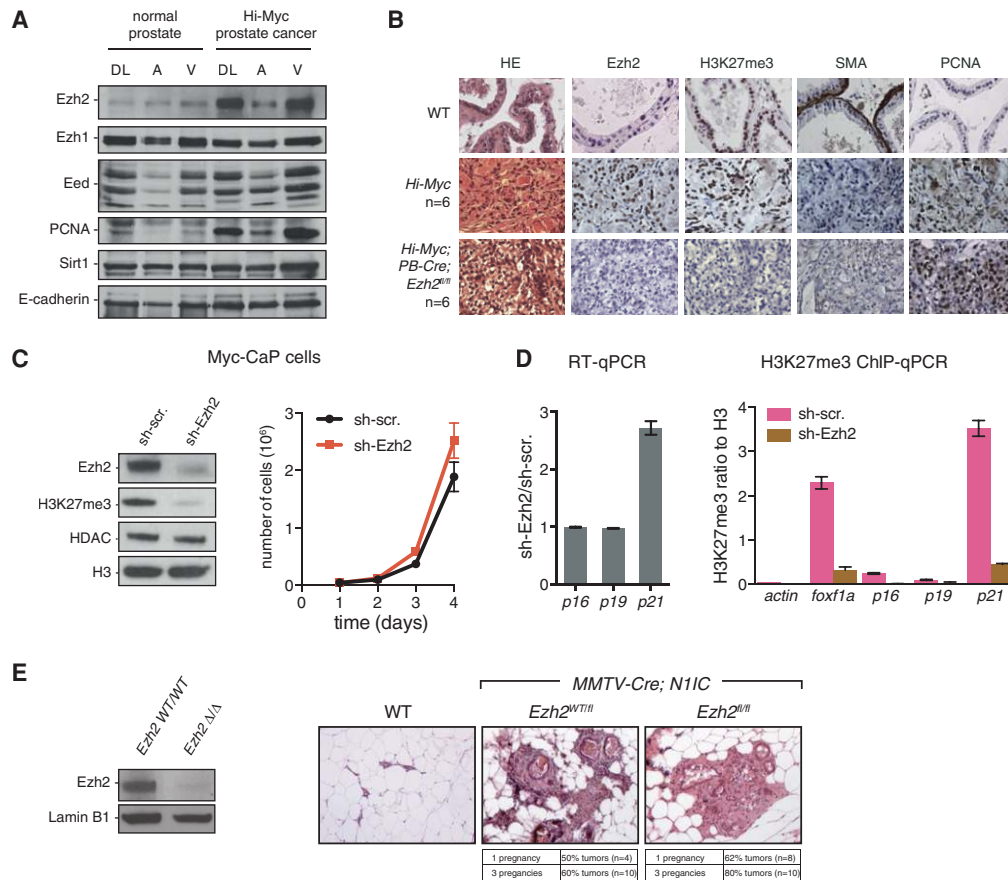 A
normal prostate
Hi-Myc prostate cancer
DL A V DL A V
Ezh2
Ezh1
Eed
PCNA
Sirt1
E-cadherin
B
HE Ezh2 H3K27me3 SMA PCNA
WT
Hi-Myc
n=6
Hi-Myc;
PB-Cre;
Ezh2fl/fl
n=6
C
Myc-CaP cells
sh-scr.
sh-Ezh2
Ezh2
H3K27me3
HDAC
H3
number of cells (10⁶)
3
2
1
0
0 1 2 3 4
time (days)
sh-scr.
sh-Ezh2
D
RT-qPCR
sh-Ezh2/sh-scr.
3
2
1
0
p16 p19 p21
H3K27me3 ChIP-qPCR
H3K27me3 ratio to H3
sh-scr.
sh-Ezh2
4
2
0
actin foxf1a p16 p19 p21
E
Ezh2 WT/WT
Ezh2 Δ/Δ
Ezh2
Lamin B1
MMTV-Cre; N1IC
WT Ezh2WT/fl Ezh2fl/fl
1 pregnancy 50% tumors (n=4)
3 pregancies 60% tumors (n=10)
1 pregnancy 62% tumors (n=8)
3 pregancies 80% tumors (n=10)